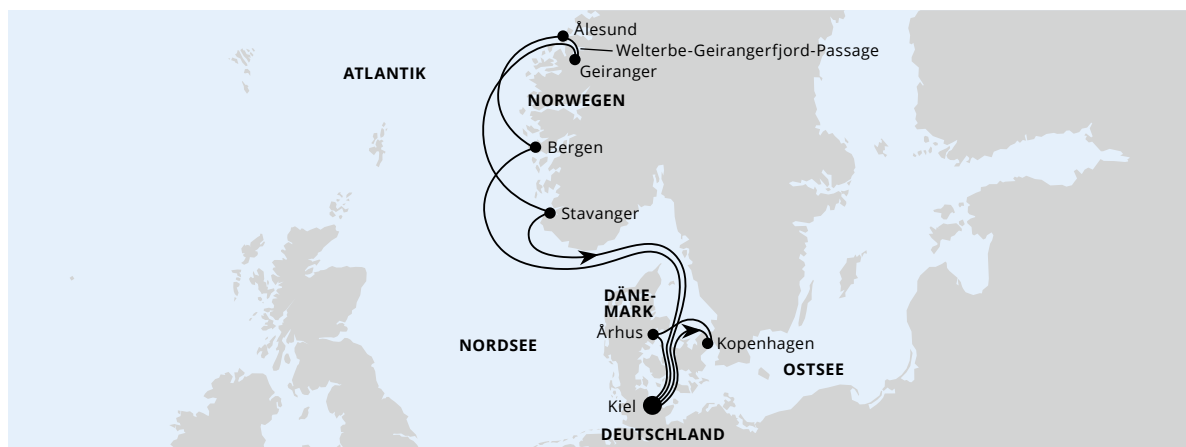 Ålesund
Welterbe-Geirangerfjord-Passage
ATLANTIK
Geiranger
NORWEGEN
Bergen
Stavanger
DÄNE-
MARK
Århus
NORDSEE
Kopenhagen
OSTSEE
Kiel
DEUTSCHLAND